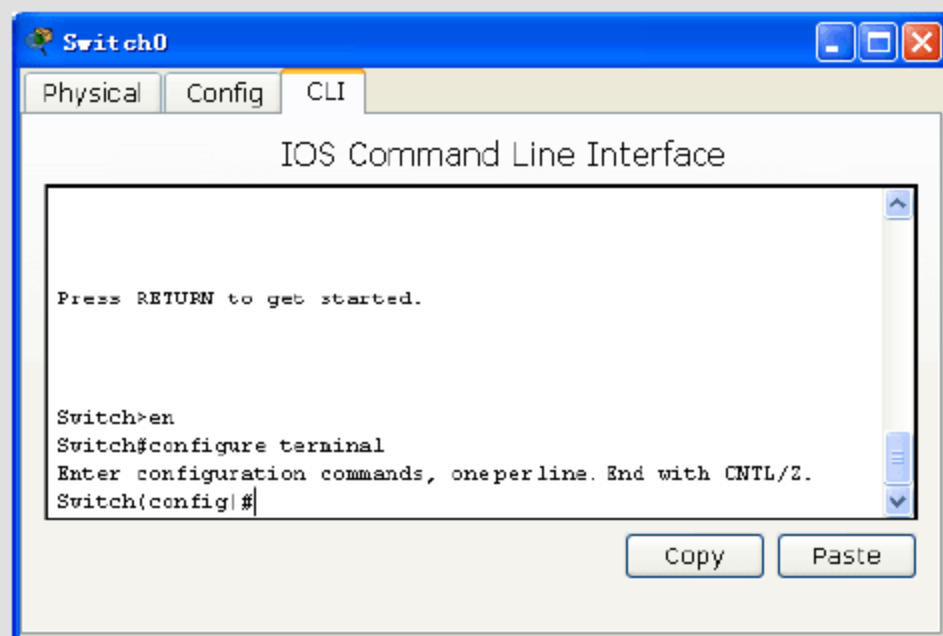 Switch0
Physical Config CLI
IOS Command Line Interface
Press RETURN to get started.
Switch>en
Switch#configure terminal
Enter configuration commands, oneperline. End with CNTL/Z.
Switch(config|#
Copy Paste